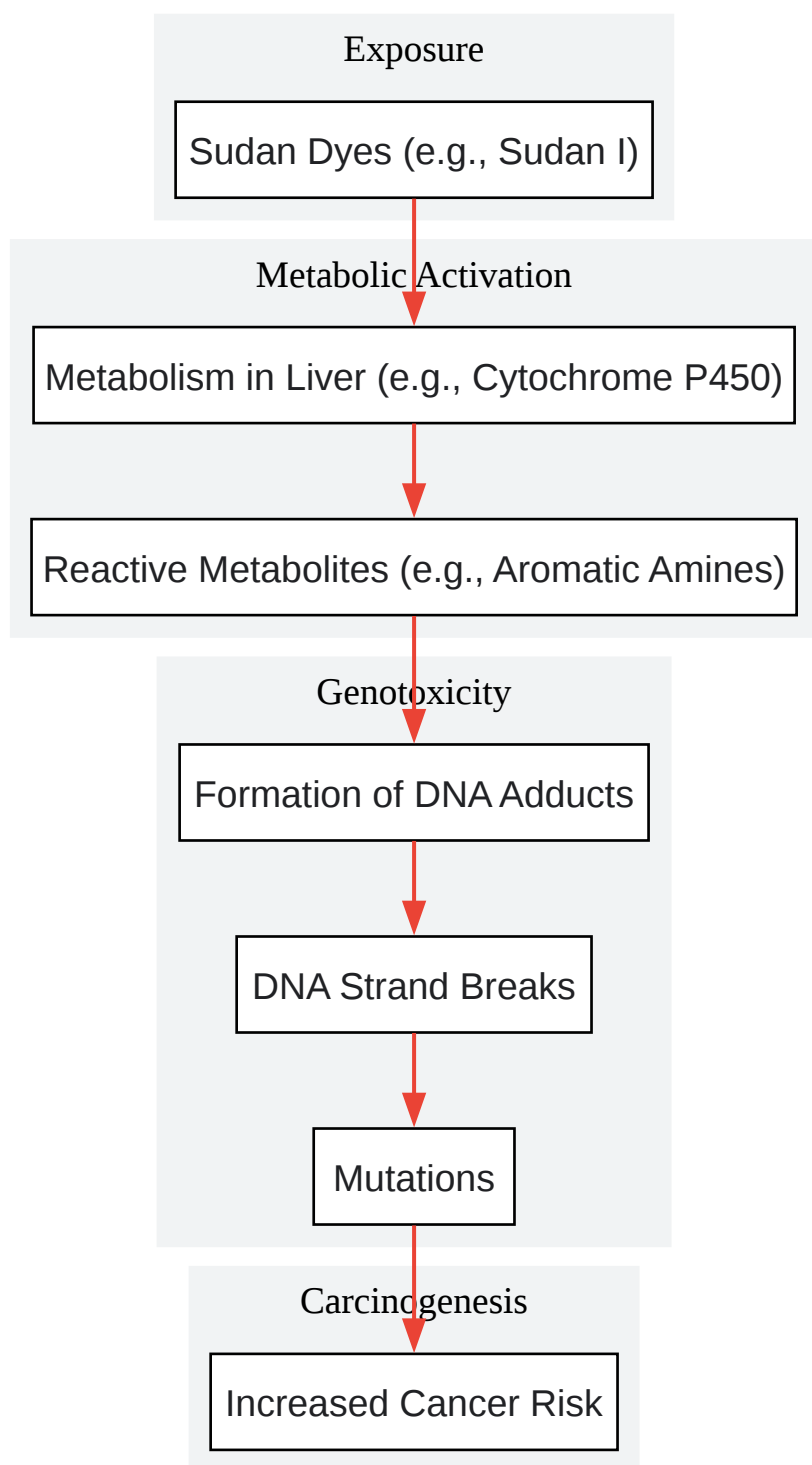 Exposure
Sudan Dyes (e.g., Sudan I)
Metabolic Activation
Metabolism in Liver (e.g., Cytochrome P450)
Reactive Metabolites (e.g., Aromatic Amines)
Genotoxicity
Formation of DNA Adducts
DNA Strand Breaks
Mutations
Carcinogenesis
Increased Cancer Risk